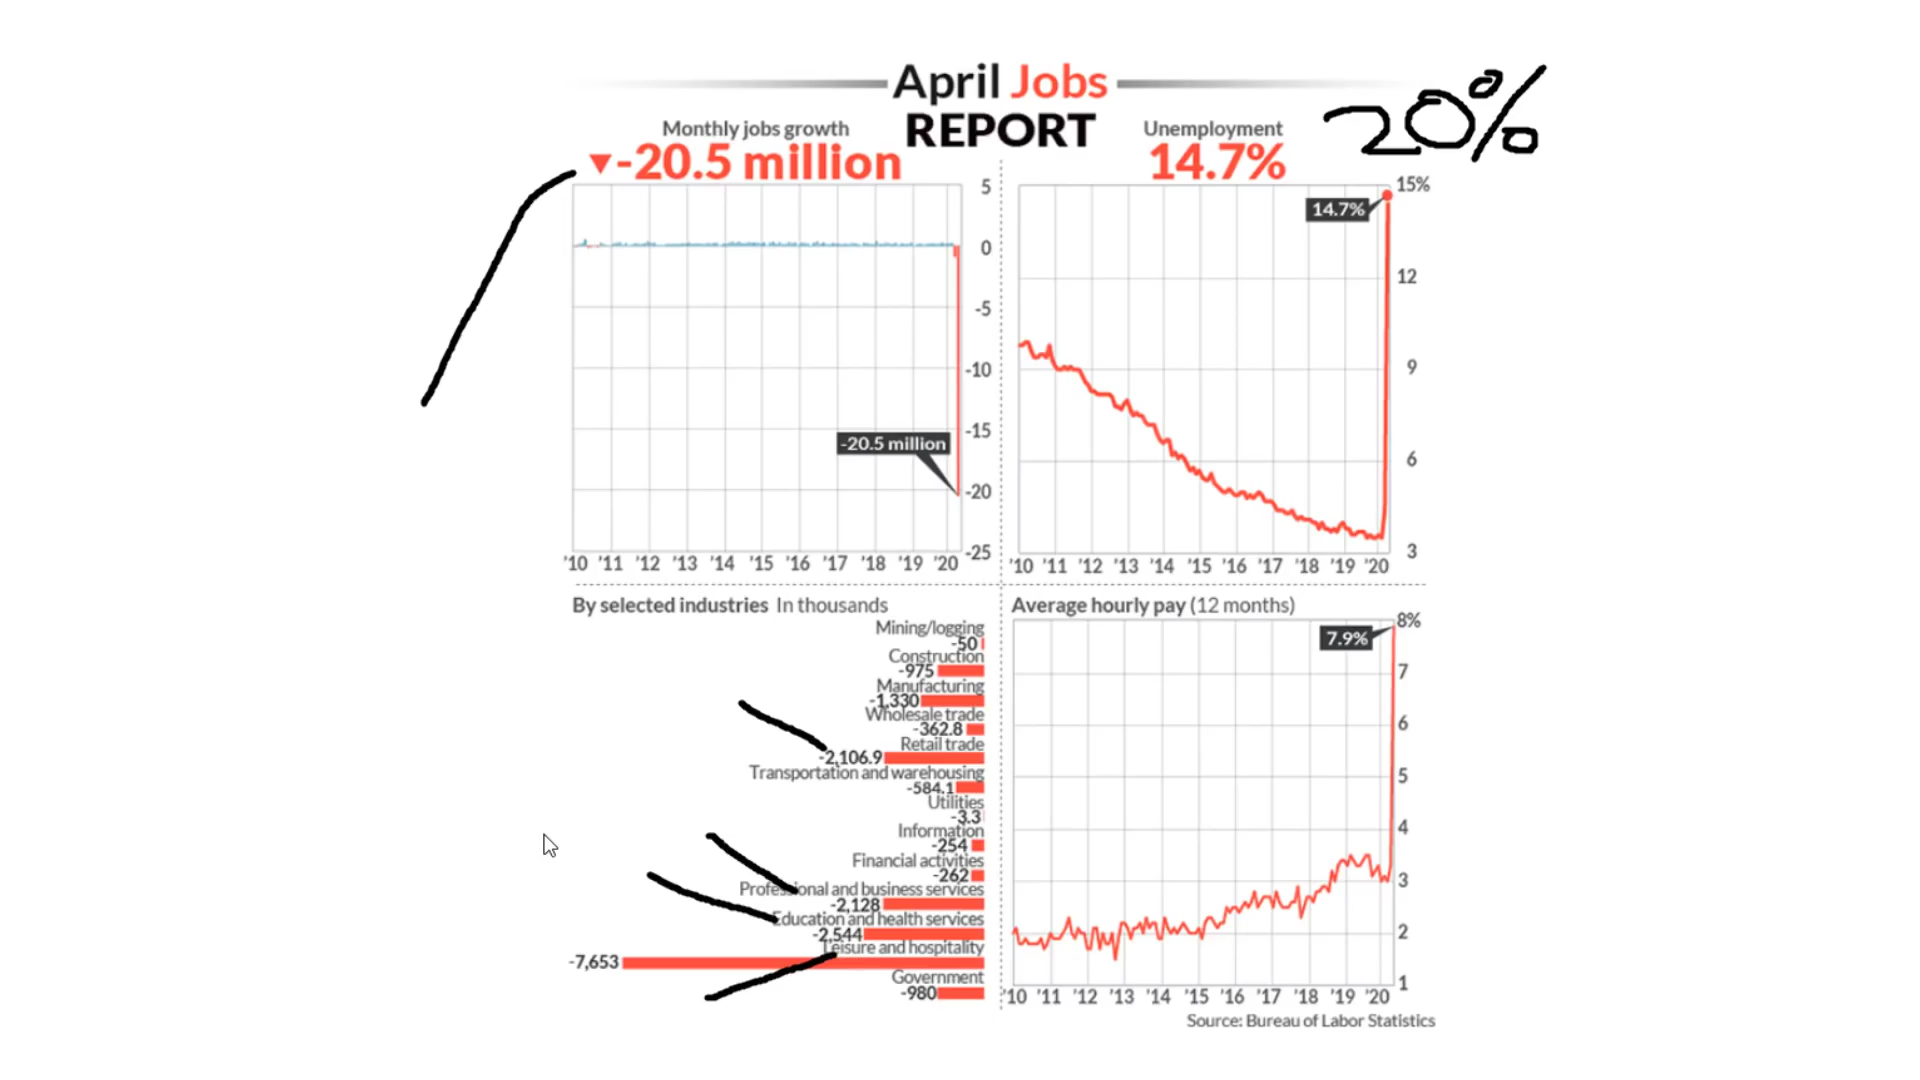 April Jobs
REPORT
20%
Monthly jobs growth
▼-20.5 million
5
0
-5
-10
-15
-20
-25
-20.5 million
'10 '11 '12 '13 '14 '15 '16 '17 '18 '19 '20
Unemployment
14.7%
15%
14.7%
12
9
6
3
'10 '11 '12 '13 '14 '15 '16 '17 '18 '19 '20
By selected industries In thousands
Mining/logging
-50
Construction
-975
Manufacturing
-1,330
Wholesale trade
-362.8
Retail trade
-2,106.9
Transportation and warehousing
-584.1
Utilities
-3.3
Information
-254
Financial activities
-262
Professional and business services
-2,128
Education and health services
-2,544
Leisure and hospitality
-7,653
Government
-980
Average hourly pay (12 months)
8%
7.9%
7
6
5
4
3
2
1
'10 '11 '12 '13 '14 '15 '16 '17 '18 '19 '20
Source: Bureau of Labor Statistics